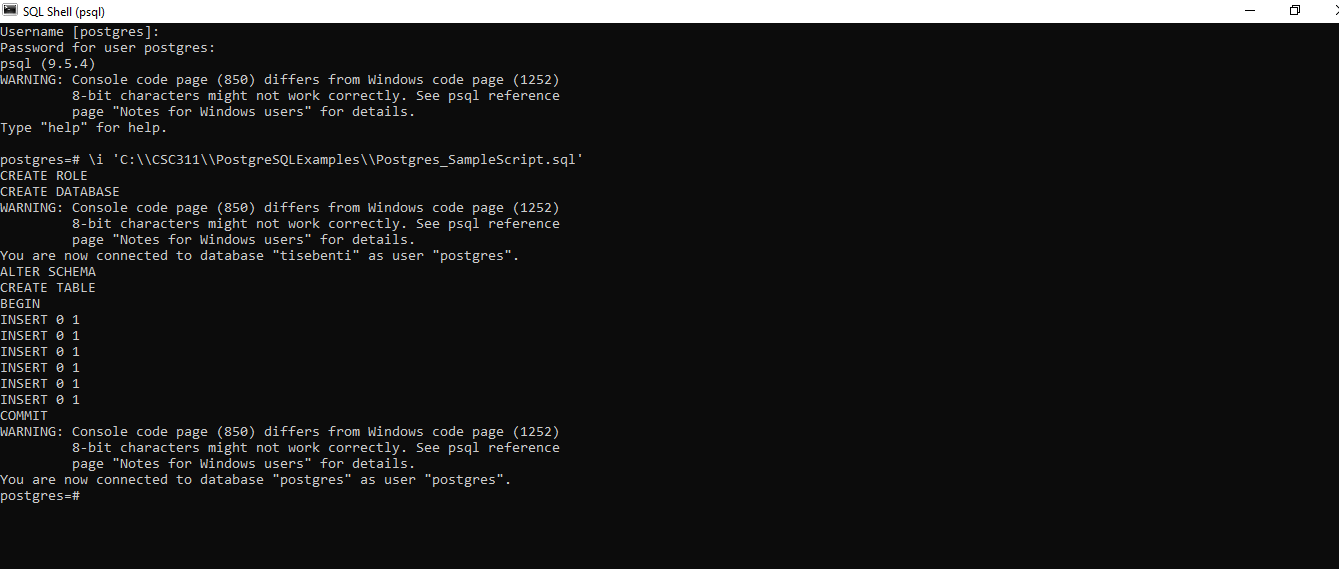 SQL Shell (psql)
Username [postgres]:
Password for user postgres:
psql (9.5.4)
WARNING: Console code page (850) differs from Windows code page (1252)
         8-bit characters might not work correctly. See psql reference
         page "Notes for Windows users" for details.
Type "help" for help.

postgres=# \i 'C:\\CSC311\\PostgreSQLExamples\\Postgres_SampleScript.sql'
CREATE ROLE
CREATE DATABASE
WARNING: Console code page (850) differs from Windows code page (1252)
         8-bit characters might not work correctly. See psql reference
         page "Notes for Windows users" for details.
You are now connected to database "tisebenti" as user "postgres".
ALTER SCHEMA
CREATE TABLE
BEGIN
INSERT 0 1
INSERT 0 1
INSERT 0 1
INSERT 0 1
INSERT 0 1
INSERT 0 1
COMMIT
WARNING: Console code page (850) differs from Windows code page (1252)
         8-bit characters might not work correctly. See psql reference
         page "Notes for Windows users" for details.
You are now connected to database "postgres" as user "postgres".
postgres=#